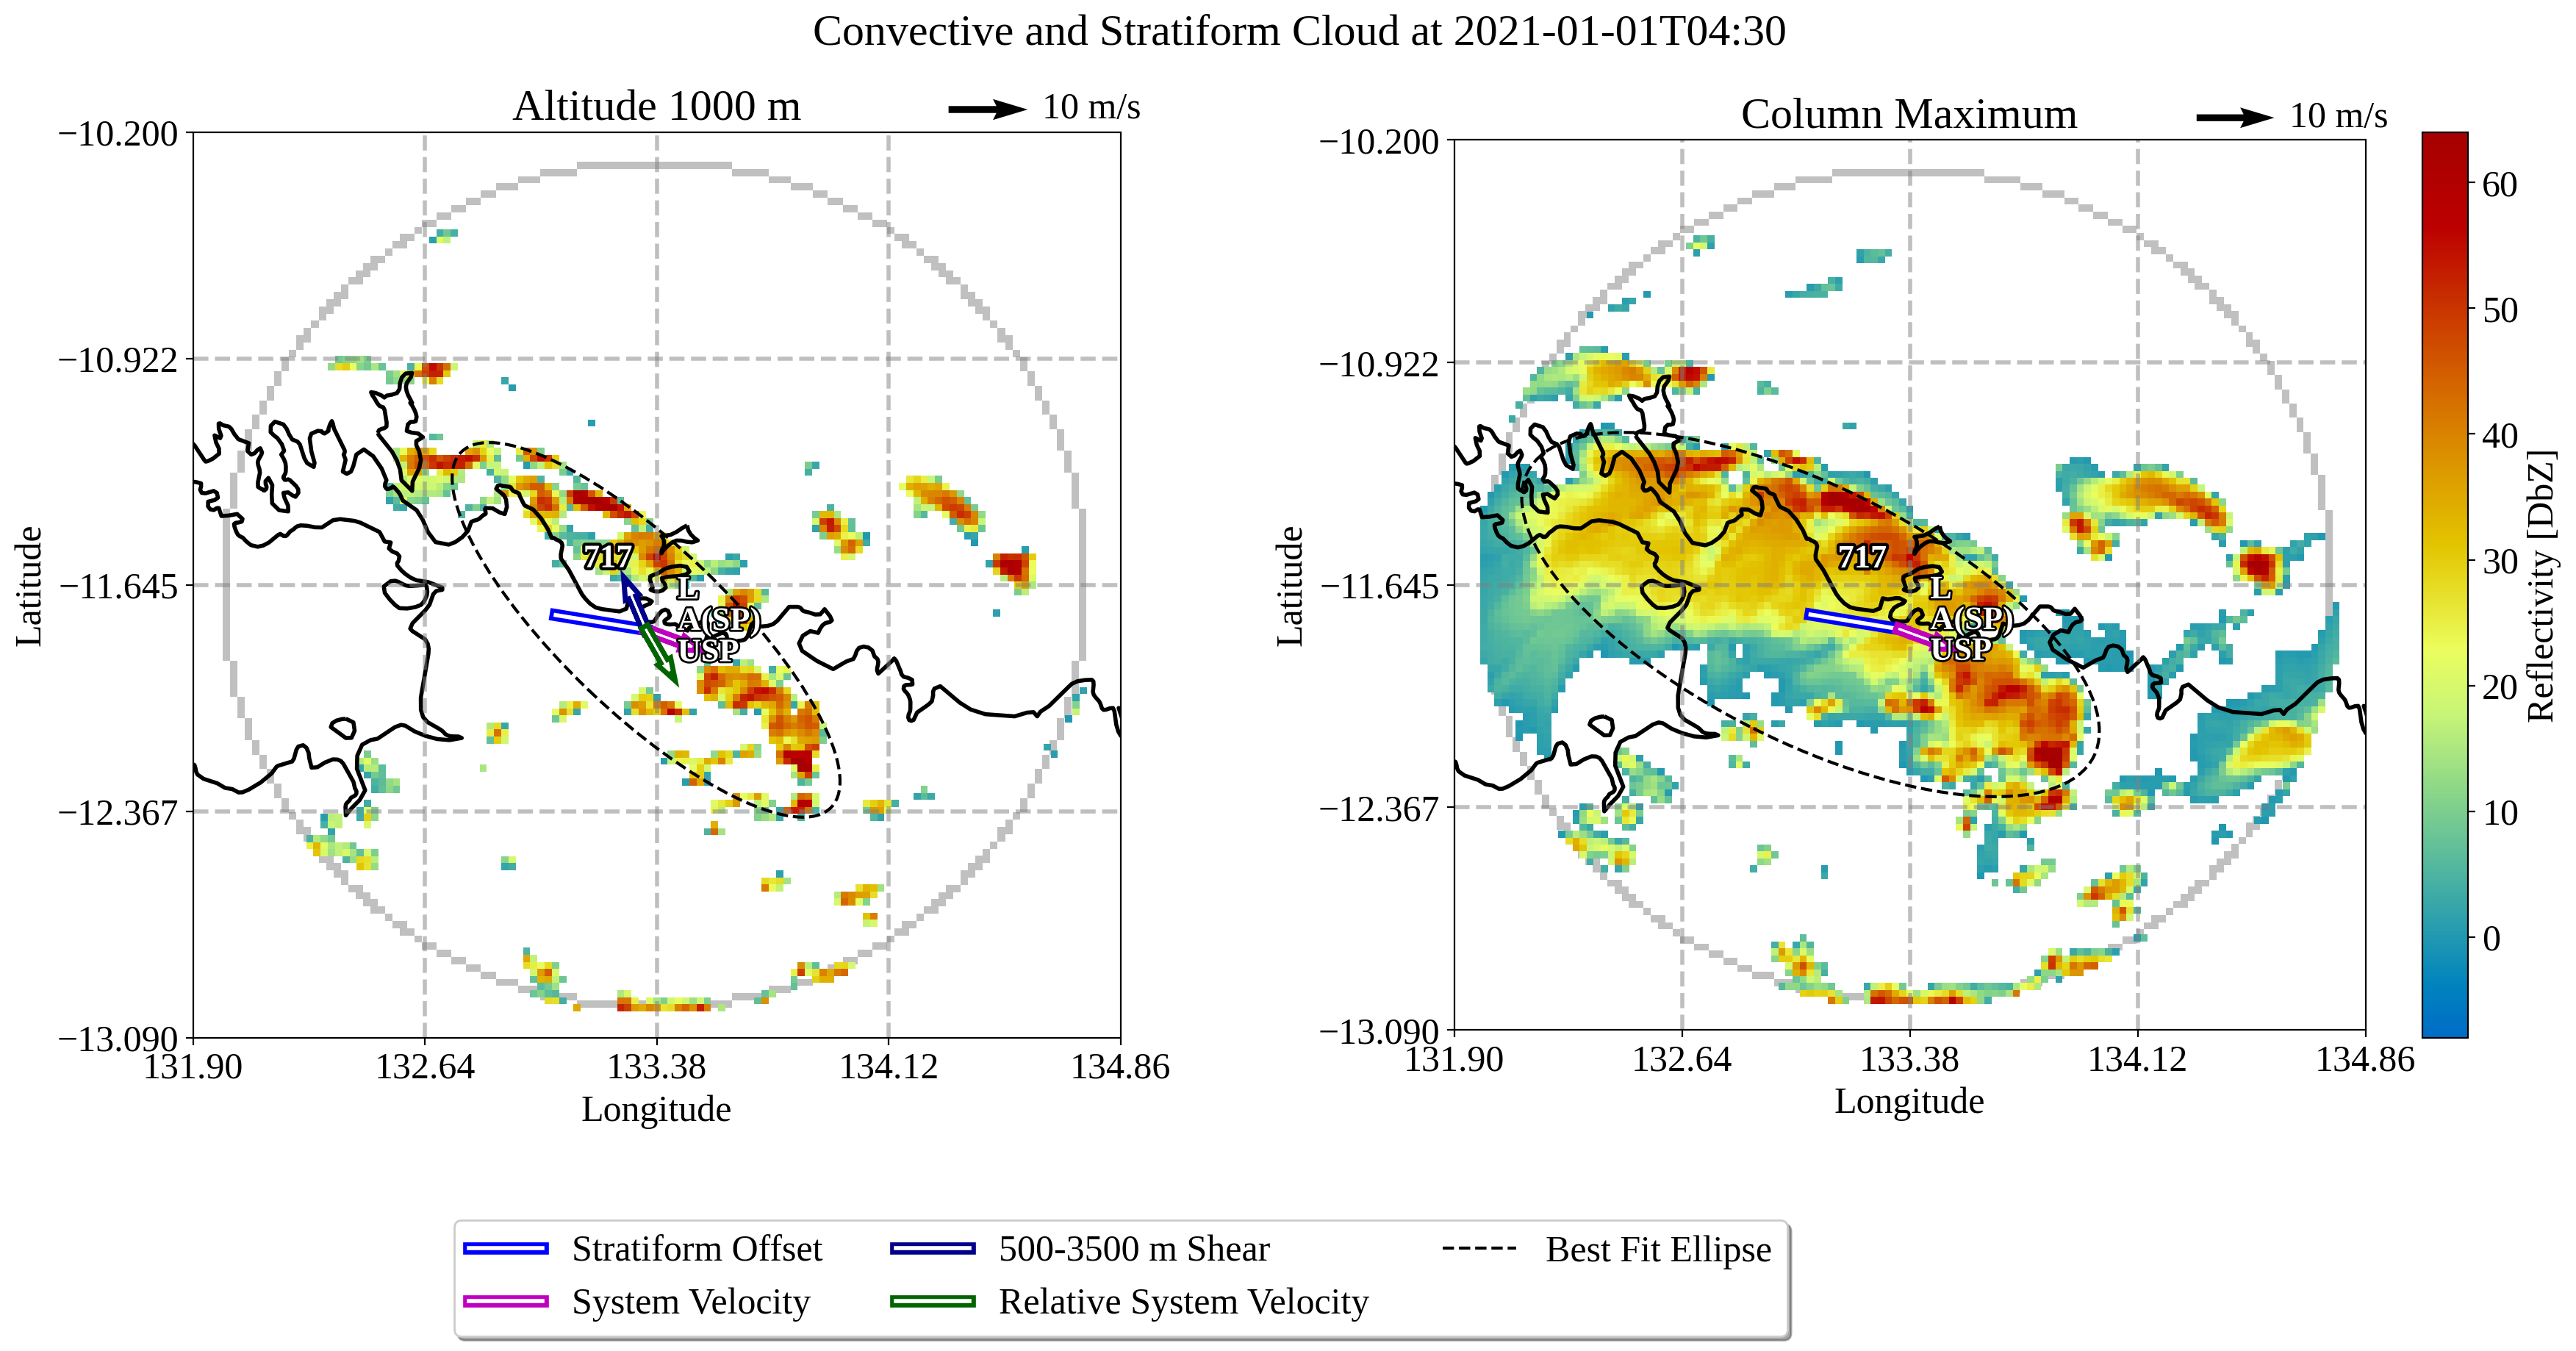 Convective and Stratiform Cloud at 2021-01-01T04:30
Altitude 1000 m
10 m/s
−10.200
−10.922
−11.645
−12.367
−13.090
Latitude
717
L
A(SP)
USP
131.90
132.64
133.38
134.12
134.86
Longitude
Column Maximum
10 m/s
−10.200
−10.922
−11.645
−12.367
−13.090
Latitude
717
L
A(SP)
USP
131.90
132.64
133.38
134.12
134.86
Longitude
60
50
40
30
20
10
0
Reflectivity [DbZ]
Stratiform Offset
System Velocity
500-3500 m Shear
Relative System Velocity
Best Fit Ellipse